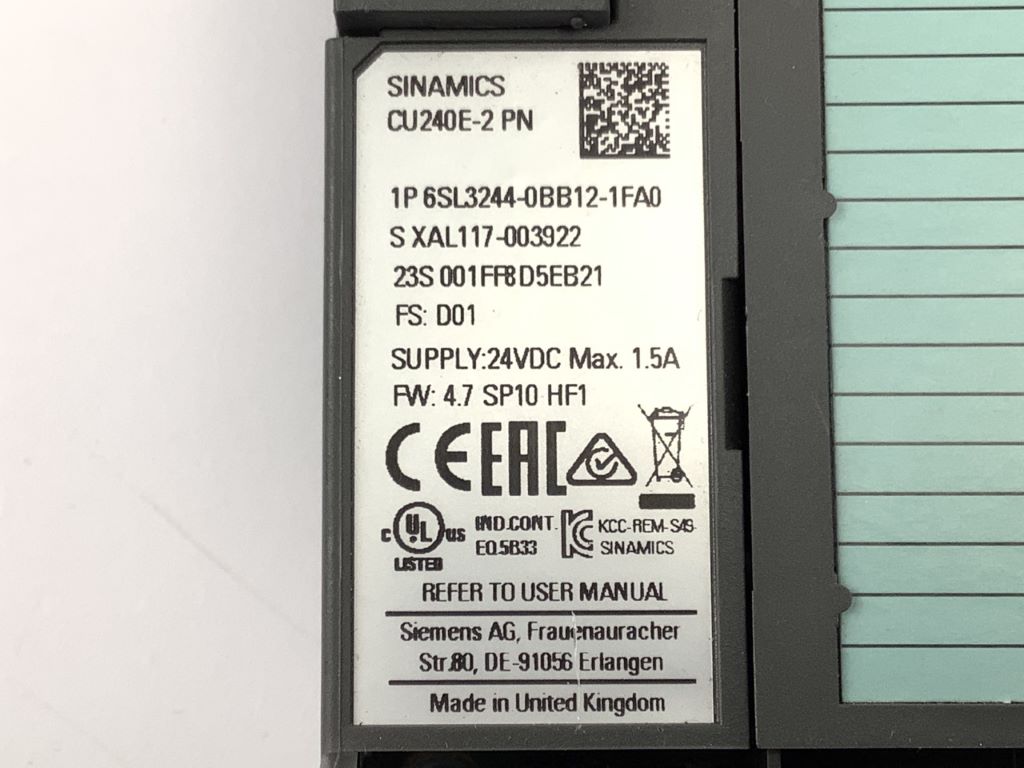 SINAMICS
CU240E-2 PN
1P 6SL3244-0BB12-1FA0
S XAL117-003922
23S 001FF8D5EB21
FS: D01
SUPPLY:24VDC Max. 1.5A
FW: 4.7 SP10 HF1
CE EAC
C UL US IND.CONT. KCC-REM-S49-
LISTED EQ.5B33 SINAMICS
REFER TO USER MANUAL
Siemens AG, Frauenauracher
Str.80, DE-91056 Erlangen
Made in United Kingdom